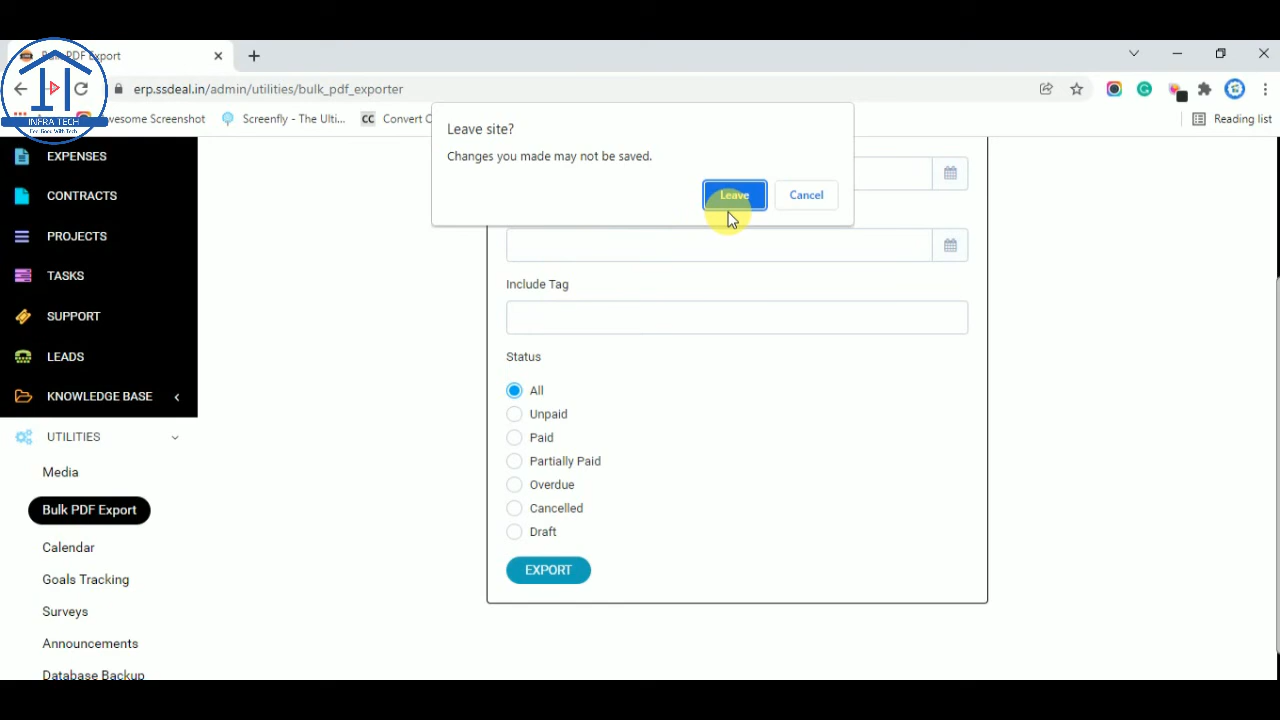 Bulk PDF Export
erp.ssdeal.in/admin/utilities/bulk_pdf_exporter
INFRA TECH
Awesome Screenshot
Screenfly - The Ulti...
CC
Convert
Reading list
Leave site?
Changes you made may not be saved.
Leave
Cancel
EXPENSES
CONTRACTS
PROJECTS
TASKS
SUPPORT
LEADS
KNOWLEDGE BASE
UTILITIES
Media
Bulk PDF Export
Calendar
Goals Tracking
Surveys
Announcements
Database Backup
Include Tag
Status
All
Unpaid
Paid
Partially Paid
Overdue
Cancelled
Draft
EXPORT